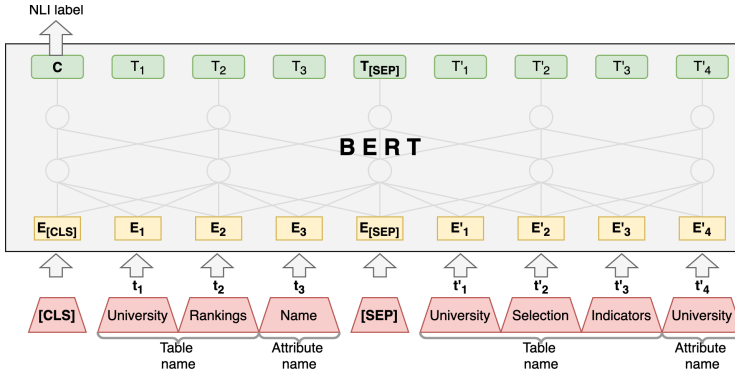 NLI label
C T1 T2 T3 T[SEP] T'1 T'2 T'3 T'4
BERT
E[CLS] E1 E2 E3 E[SEP] E'1 E'2 E'3 E'4
t1 t2 t3 t'1 t'2 t'3 t'4
[CLS] University Rankings Name [SEP] University Selection Indicators University
Table name Attribute name Table name Attribute name